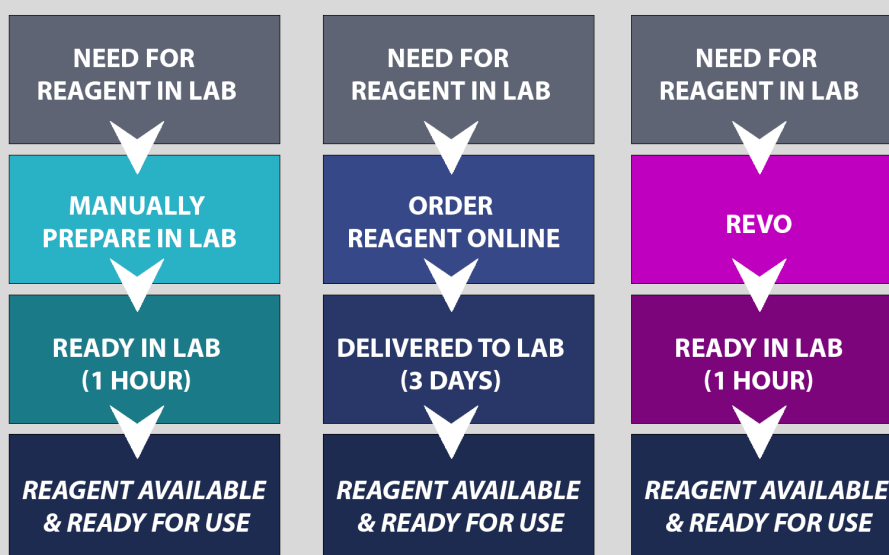 NEED FOR
REAGENT IN LAB
MANUALLY
PREPARE IN LAB
READY IN LAB
(1 HOUR)
REAGENT AVAILABLE
& READY FOR USE
NEED FOR
REAGENT IN LAB
ORDER
REAGENT ONLINE
DELIVERED TO LAB
(3 DAYS)
REAGENT AVAILABLE
& READY FOR USE
NEED FOR
REAGENT IN LAB
REVO
READY IN LAB
(1 HOUR)
REAGENT AVAILABLE
& READY FOR USE